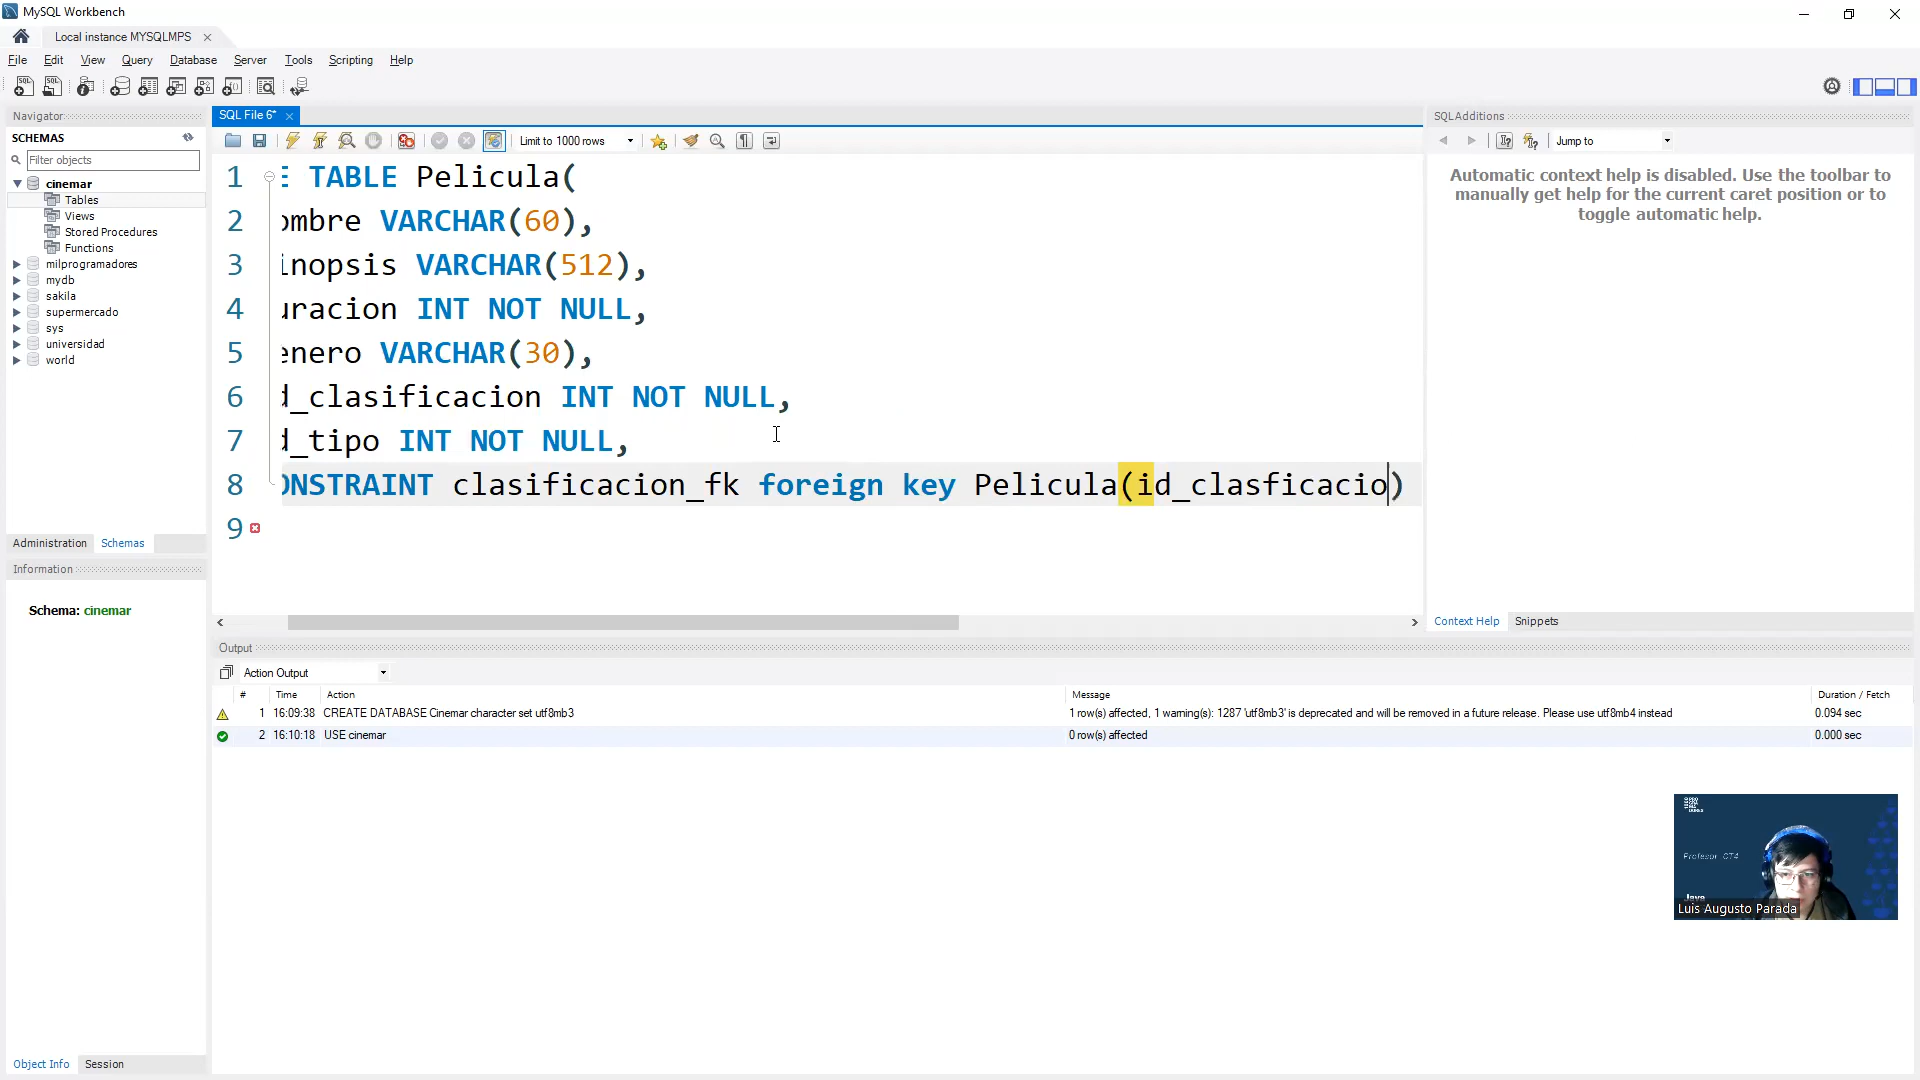 MySQL Workbench
Local instance MYSQLMPS
File Edit View Query Database Server Tools Scripting Help
Navigator
SCHEMAS
Filter objects
cinemar
Tables
Views
Stored Procedures
Functions
milprogramadores
mydb
sakila
supermercado
sys
universidad
world
Administration Schemas
Information
Schema: cinemar
Object Info Session
SQL File 6*
Limit to 1000 rows
1 E TABLE Pelicula(
2 ombre VARCHAR(60),
3 inopsis VARCHAR(512),
4 uracion INT NOT NULL,
5 enero VARCHAR(30),
6 d_clasificacion INT NOT NULL,
7 d_tipo INT NOT NULL,
8 ONSTRAINT clasificacion_fk foreign key Pelicula(id_clasficacio)
9
SQLAdditions
Jump to
Automatic context help is disabled. Use the toolbar to
manually get help for the current caret position or to
toggle automatic help.
Context Help Snippets
Output
Action Output
# Time Action Message Duration / Fetch
1 16:09:38 CREATE DATABASE Cinemar character set utf8mb3 1 row(s) affected, 1 warning(s): 1287 'utf8mb3' is deprecated and will be removed in a future release. Please use utf8mb4 instead 0.094 sec
2 16:10:18 USE cinemar 0 row(s) affected 0.000 sec
Profesor CT4
Java
Luis Augusto Parada